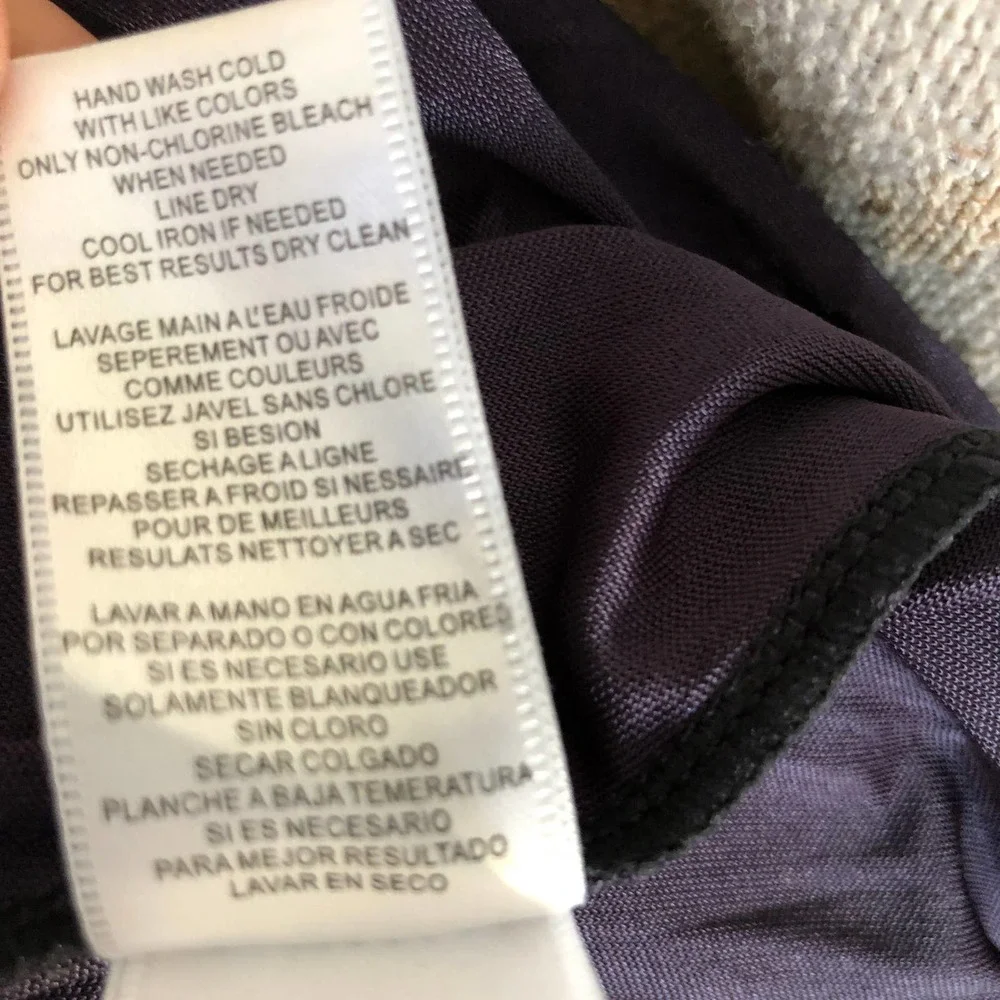 HAND WASH COLD
WITH LIKE COLORS
ONLY NON-CHLORINE BLEACH
WHEN NEEDED
LINE DRY
COOL IRON IF NEEDED
FOR BEST RESULTS DRY CLEAN
LAVAGE MAIN A L'EAU FROIDE
SEPEREMENT OU AVEC
COMME COULEURS
UTILISEZ JAVEL SANS CHLORE
SI BESION
SECHAGE A LIGNE
REPASSER A FROID SI NESSAIRE
POUR DE MEILLEURS
RESULATS NETTOYER A SEC
LAVAR A MANO EN AGUA FRIA
POR SEPARADO O CON COLORES
SI ES NECESARIO USE
SOLAMENTE BLANQUEADOR
SIN CLORO
SECAR COLGADO
PLANCHE A BAJA TEMERATURA
SI ES NECESARIO
PARA MEJOR RESULTADO
LAVAR EN SECO